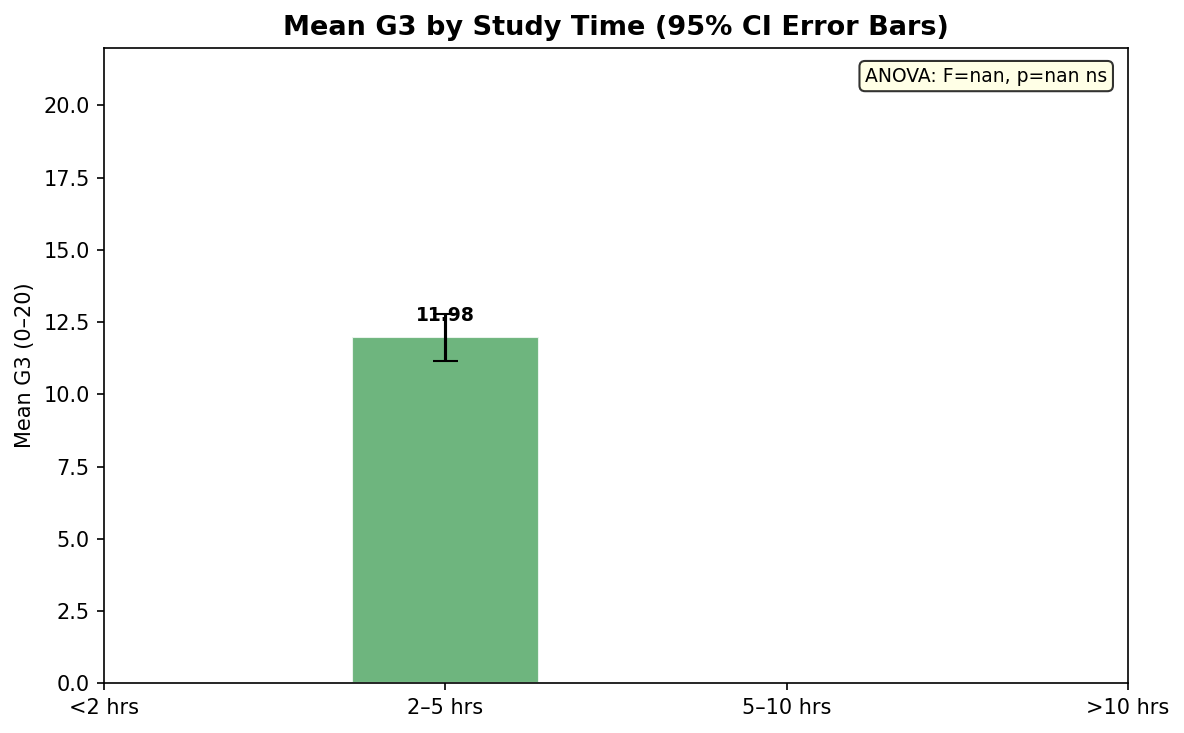 Mean G3 by Study Time (95% CI Error Bars)
ANOVA: F=nan, p=nan ns
20.0
17.5
15.0
12.5
10.0
7.5
5.0
2.5
0.0
Mean G3 (0–20)
11.98
<2 hrs
2–5 hrs
5–10 hrs
>10 hrs